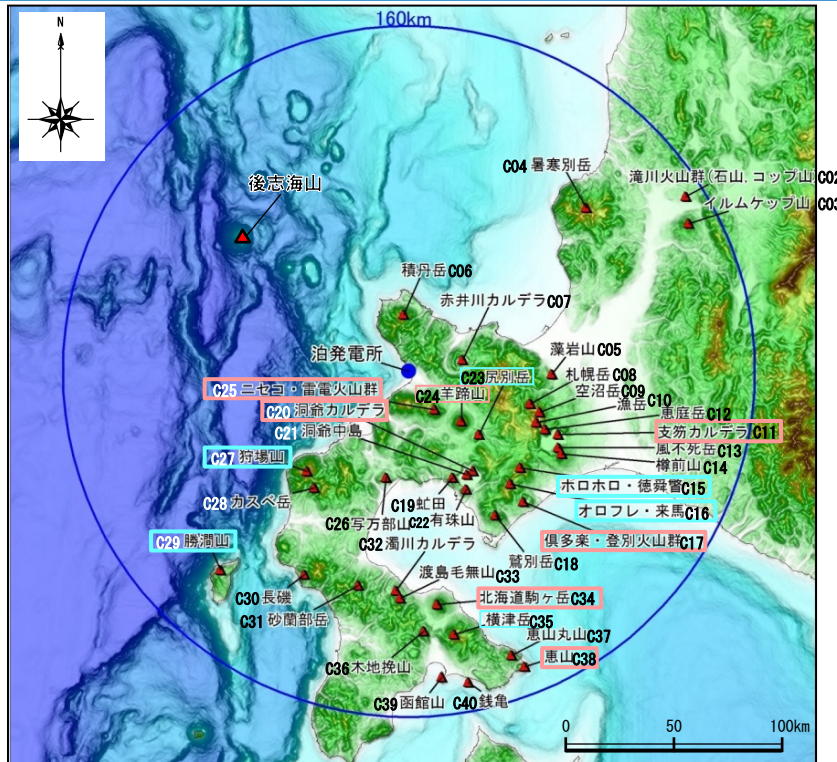 160km
N
後志海山
C04 暑寒別岳
滝川火山群(石山,コップ山)C02
イルムケップ山 C03
積丹岳 C06
赤井川カルデラ C07
泊発電所
藻岩山 C05
C23 尻別岳
札幌岳 C08
C25 ニセコ・雷電火山群
空沼岳 C09
C24 羊蹄山
漁岳 C10
C20 洞爺カルデラ
恵庭岳 C12
C21 洞爺中島
支笏カルデラ C11
風不死岳 C13
C27 狩場山
樽前山 C14
ホロホロ・徳舜瞥 C15
C28 カスベ岳
C19 虻田
オロフレ・来馬 C16
C26 写万部山
C22 有珠山
C29 勝澗山
C32 濁川カルデラ
倶多楽・登別火山群 C17
鷲別岳 C18
渡島毛無山 C33
C30 長磯
北海道駒ヶ岳 C34
C31 砂蘭部岳
横津岳 C35
恵山丸山 C37
C36 木地挽山
恵山 C38
C39 函館山
C40 銭亀
0 50 100km